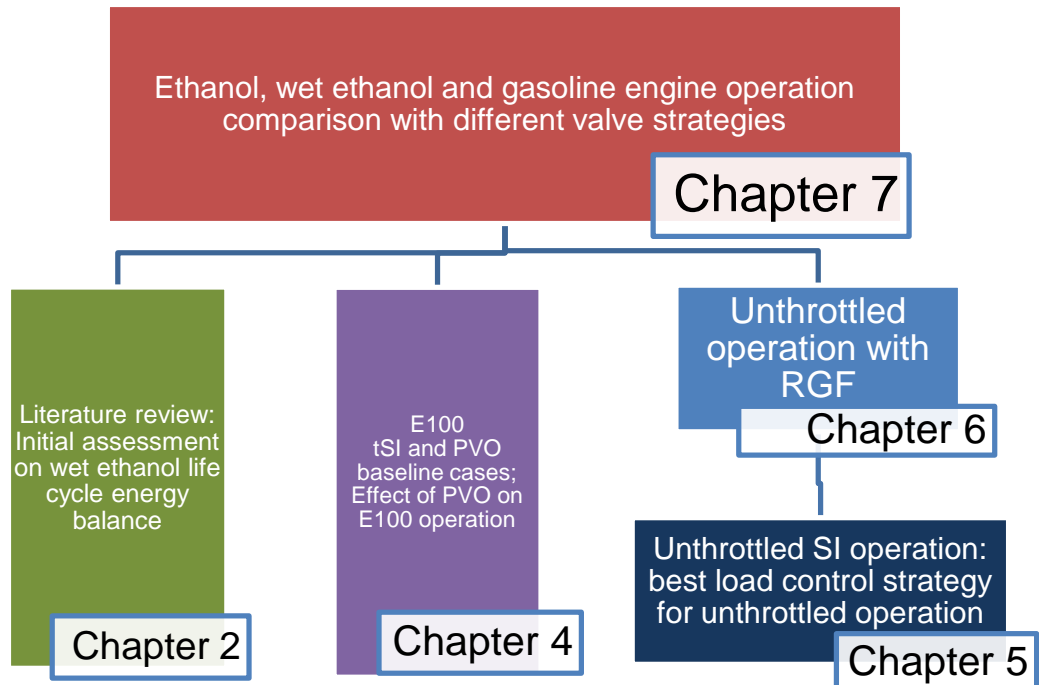 Ethanol, wet ethanol and gasoline engine operation
comparison with different valve strategies
Chapter 7
Literature review:
Initial assessment
on wet ethanol life
cycle energy
balance
Chapter 2
E100
tSI and PVO
baseline cases;
Effect of PVO on
E100 operation
Chapter 4
Unthrottled
operation with
RGF
Chapter 6
Unthrottled SI operation:
best load control strategy
for unthrottled operation
Chapter 5